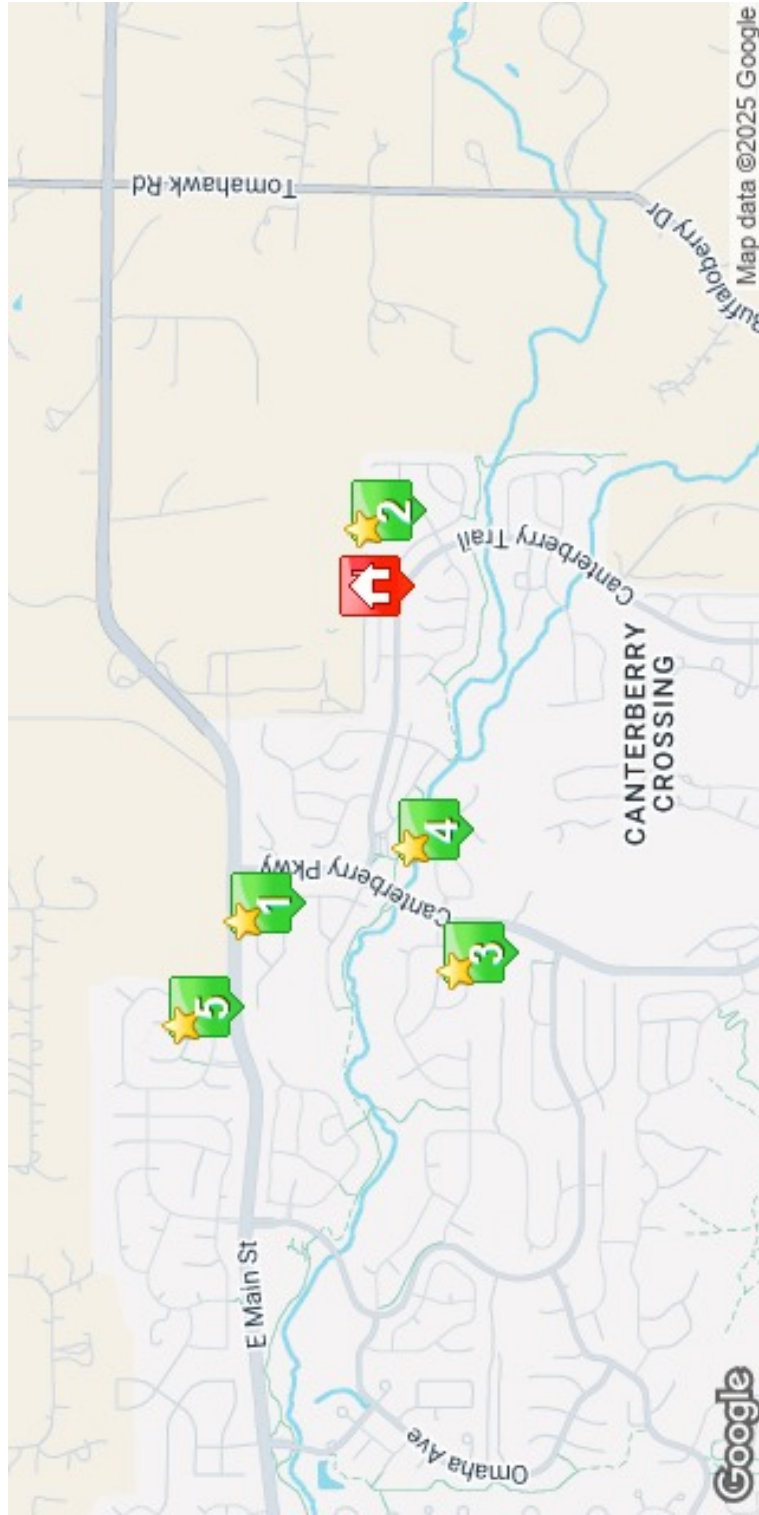 Tomahawk Rd
Buffaloberry Dr
2
Canterberry Trail
CANTERBERRY
CROSSING
Canterberry Pkwy
1
4
3
5
E Main St
Omaha Ave
Google
Map data ©2025 Google